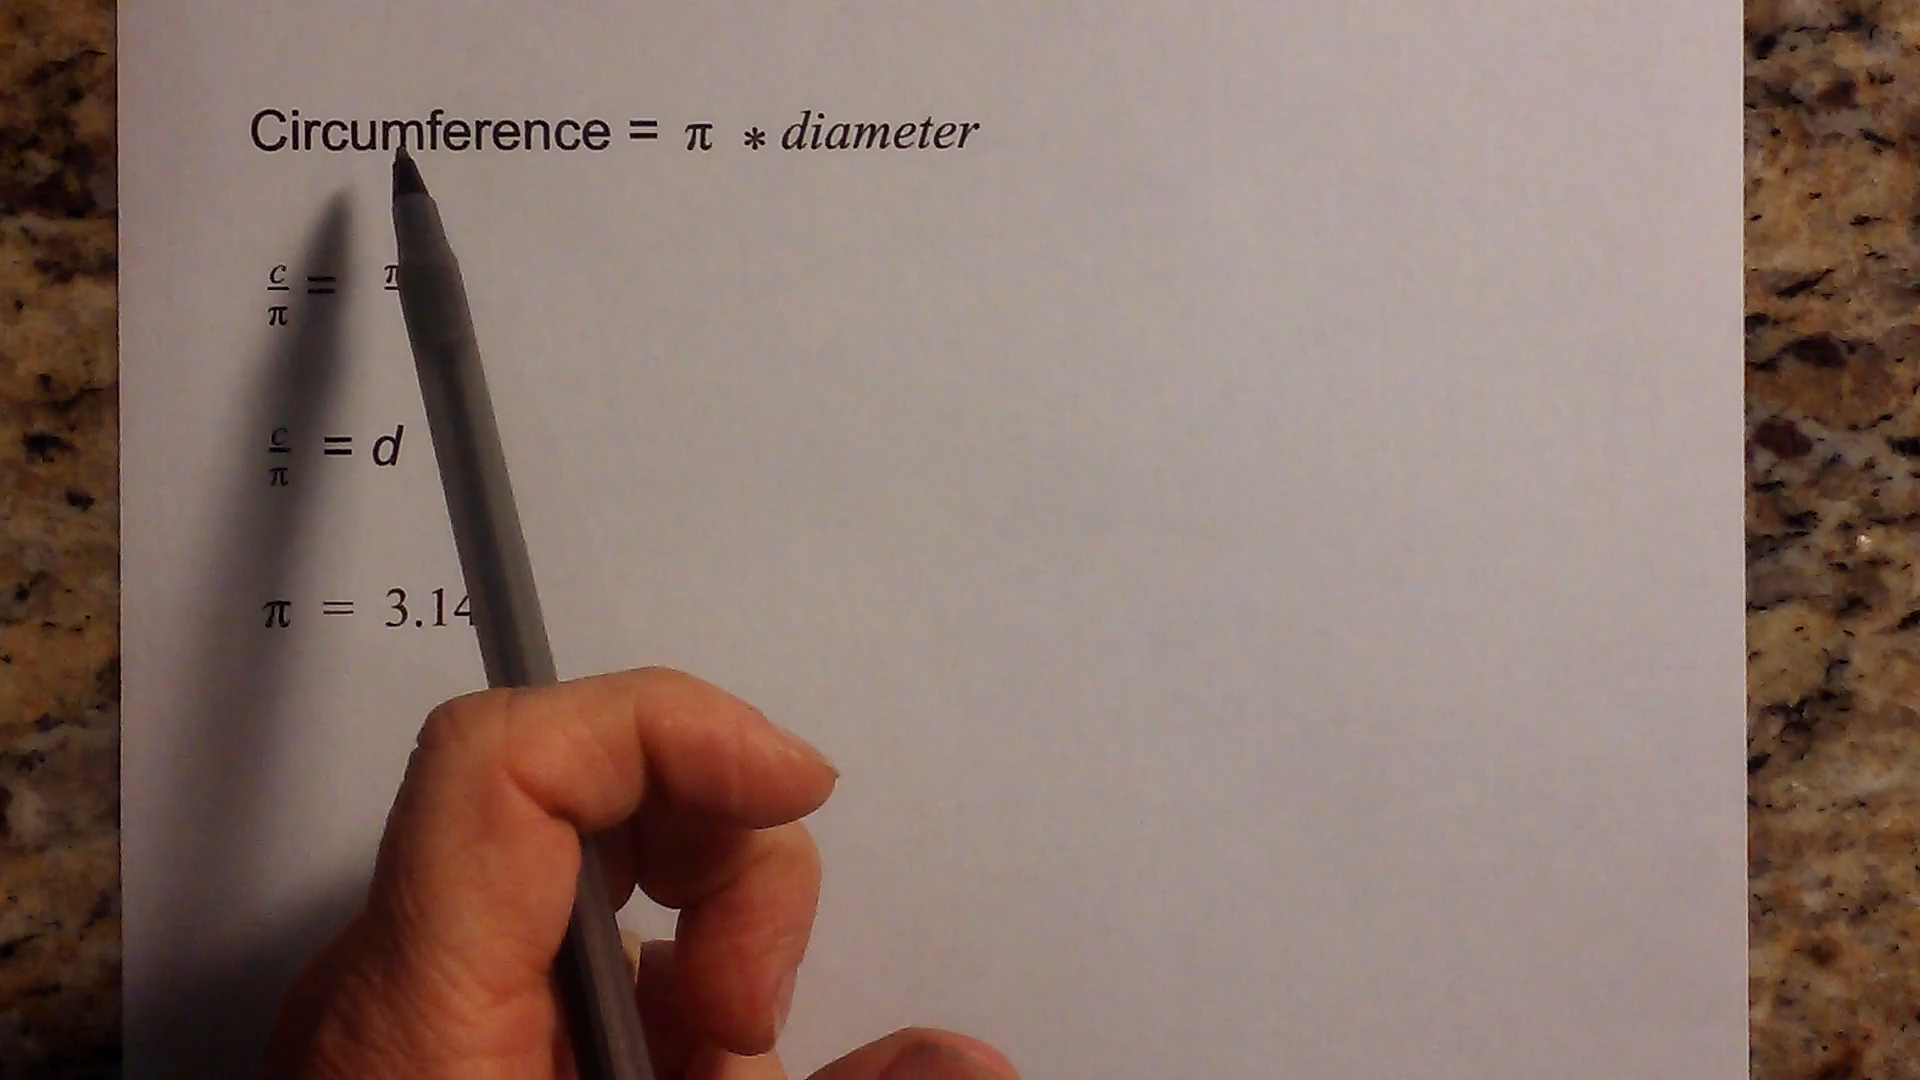 Circumference = π * diameter
c/π = π
c/π = d
π = 3.14